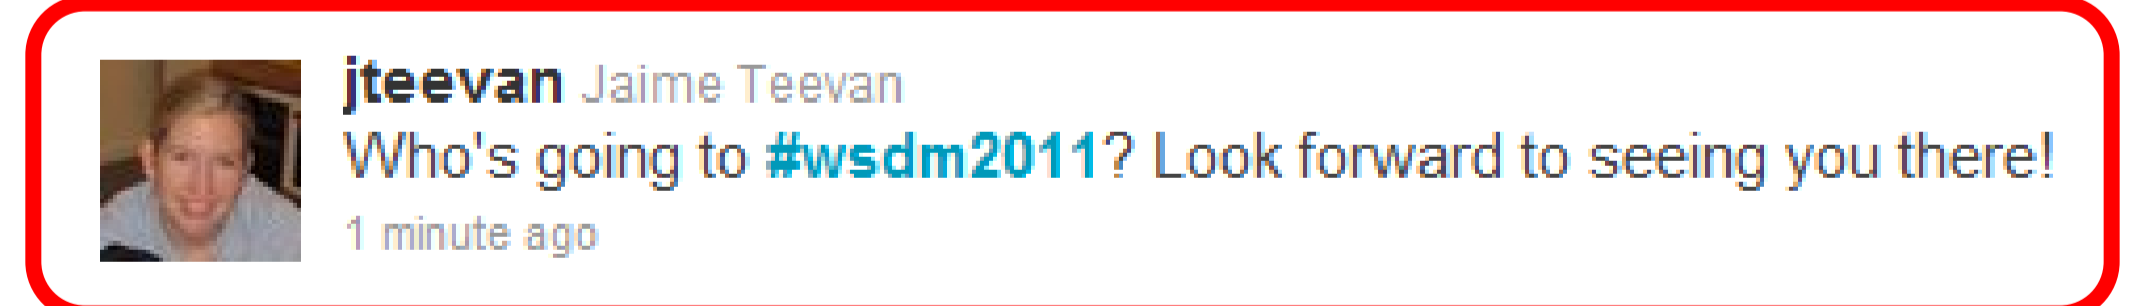 jteevan Jaime Teevan
Who's going to #wsdm2011? Look forward to seeing you there!
1 minute ago